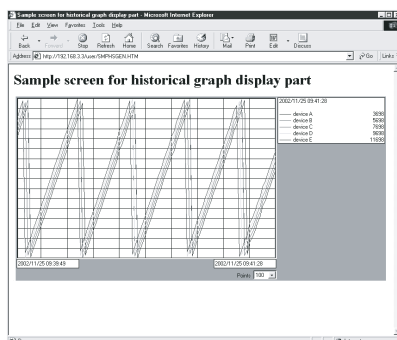 Sample screen for historical graph display part - Microsoft Internet Explorer
File Edit View Favorites Tools Help
Back Forward Stop Refresh Home Search Favorites History Mail Print Edit Discuss
Address http://192.168.3.3/user/SMPHSGEN.HTM Go Links
Sample screen for historical graph display part
2002/11/25 09:41:28
device A 3698
device B 5698
device C 7698
device D 9698
device E 11698
2002/11/25 09:39:49 2002/11/25 09:41:28
Points: 100